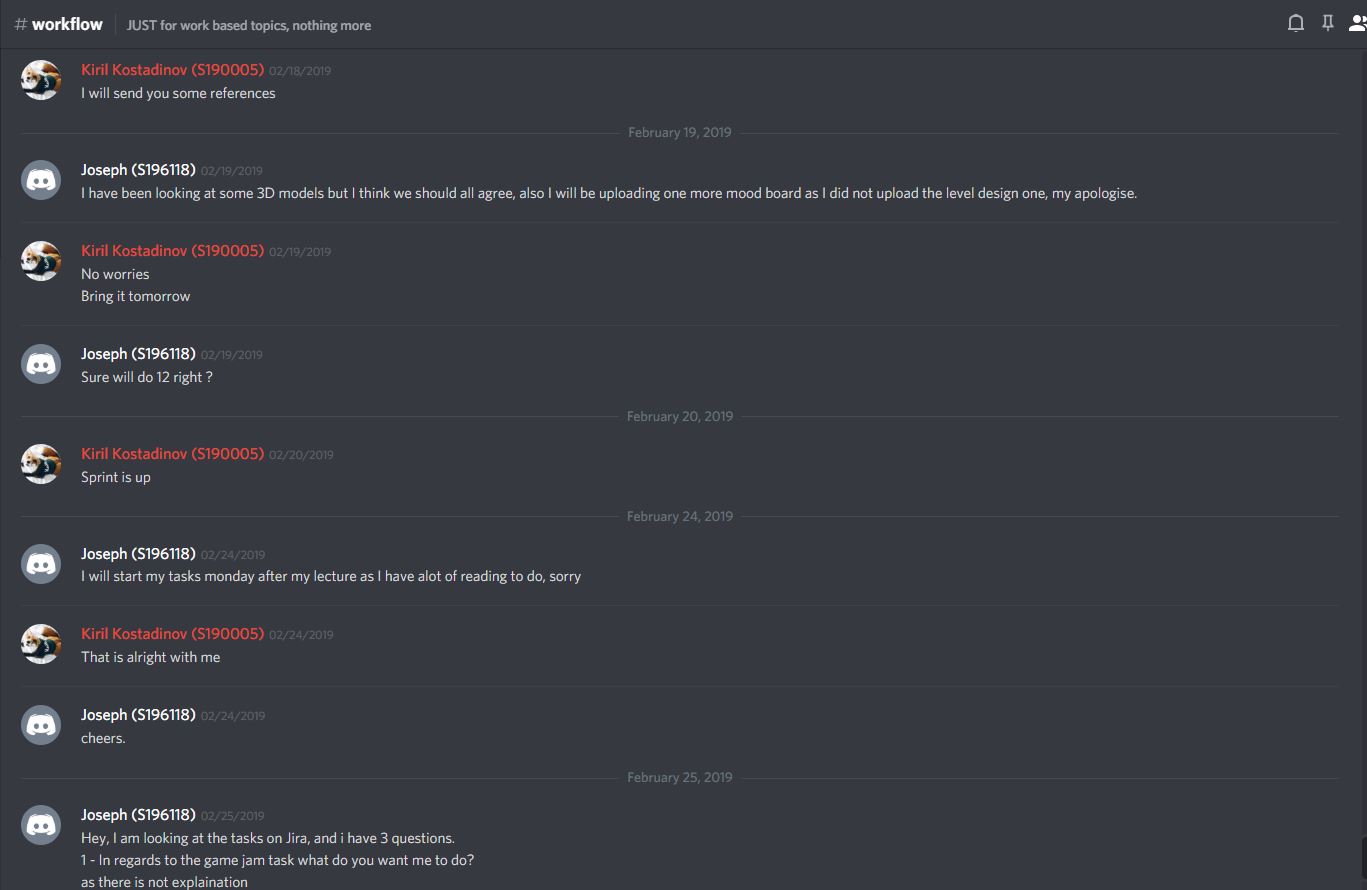 # workflow JUST for work based topics, nothing more
Kiril Kostadinov (S190005) 02/18/2019
I will send you some references
February 19, 2019
Joseph (S196118) 02/19/2019
I have been looking at some 3D models but I think we should all agree, also I will be uploading one more mood board as I did not upload the level design one, my apologise.
Kiril Kostadinov (S190005) 02/19/2019
No worries
Bring it tomorrow
Joseph (S196118) 02/19/2019
Sure will do 12 right ?
February 20, 2019
Kiril Kostadinov (S190005) 02/20/2019
Sprint is up
February 24, 2019
Joseph (S196118) 02/24/2019
I will start my tasks monday after my lecture as I have alot of reading to do, sorry
Kiril Kostadinov (S190005) 02/24/2019
That is alright with me
Joseph (S196118) 02/24/2019
cheers.
February 25, 2019
Joseph (S196118) 02/25/2019
Hey, I am looking at the tasks on Jira, and i have 3 questions.
1 - In regards to the game jam task what do you want me to do?
as there is not explaination